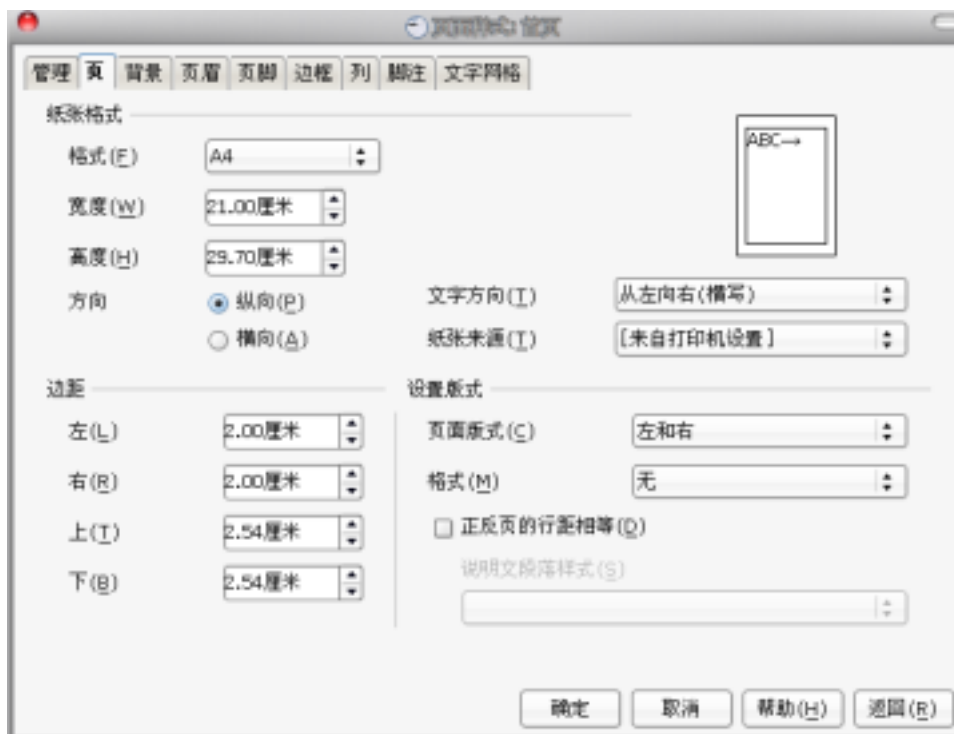 页面样式: 首页
管理 页 背景 页眉 页脚 边框 列 脚注 文字网格
纸张格式
ABC→
格式(F) A4
宽度(W) 21.00厘米
高度(H) 29.70厘米
方向 纵向(P)
文字方向(T) 从左向右(横写)
横向(A)
纸张来源(T) [来自打印机设置]
边距
设置版式
左(L) 2.00厘米
页面版式(C) 左和右
右(R) 2.00厘米
格式(M) 无
上(T) 2.54厘米
正反页的行距相等(D)
说明文段落样式(S)
下(B) 2.54厘米
确定 取消 帮助(H) 返回(R)